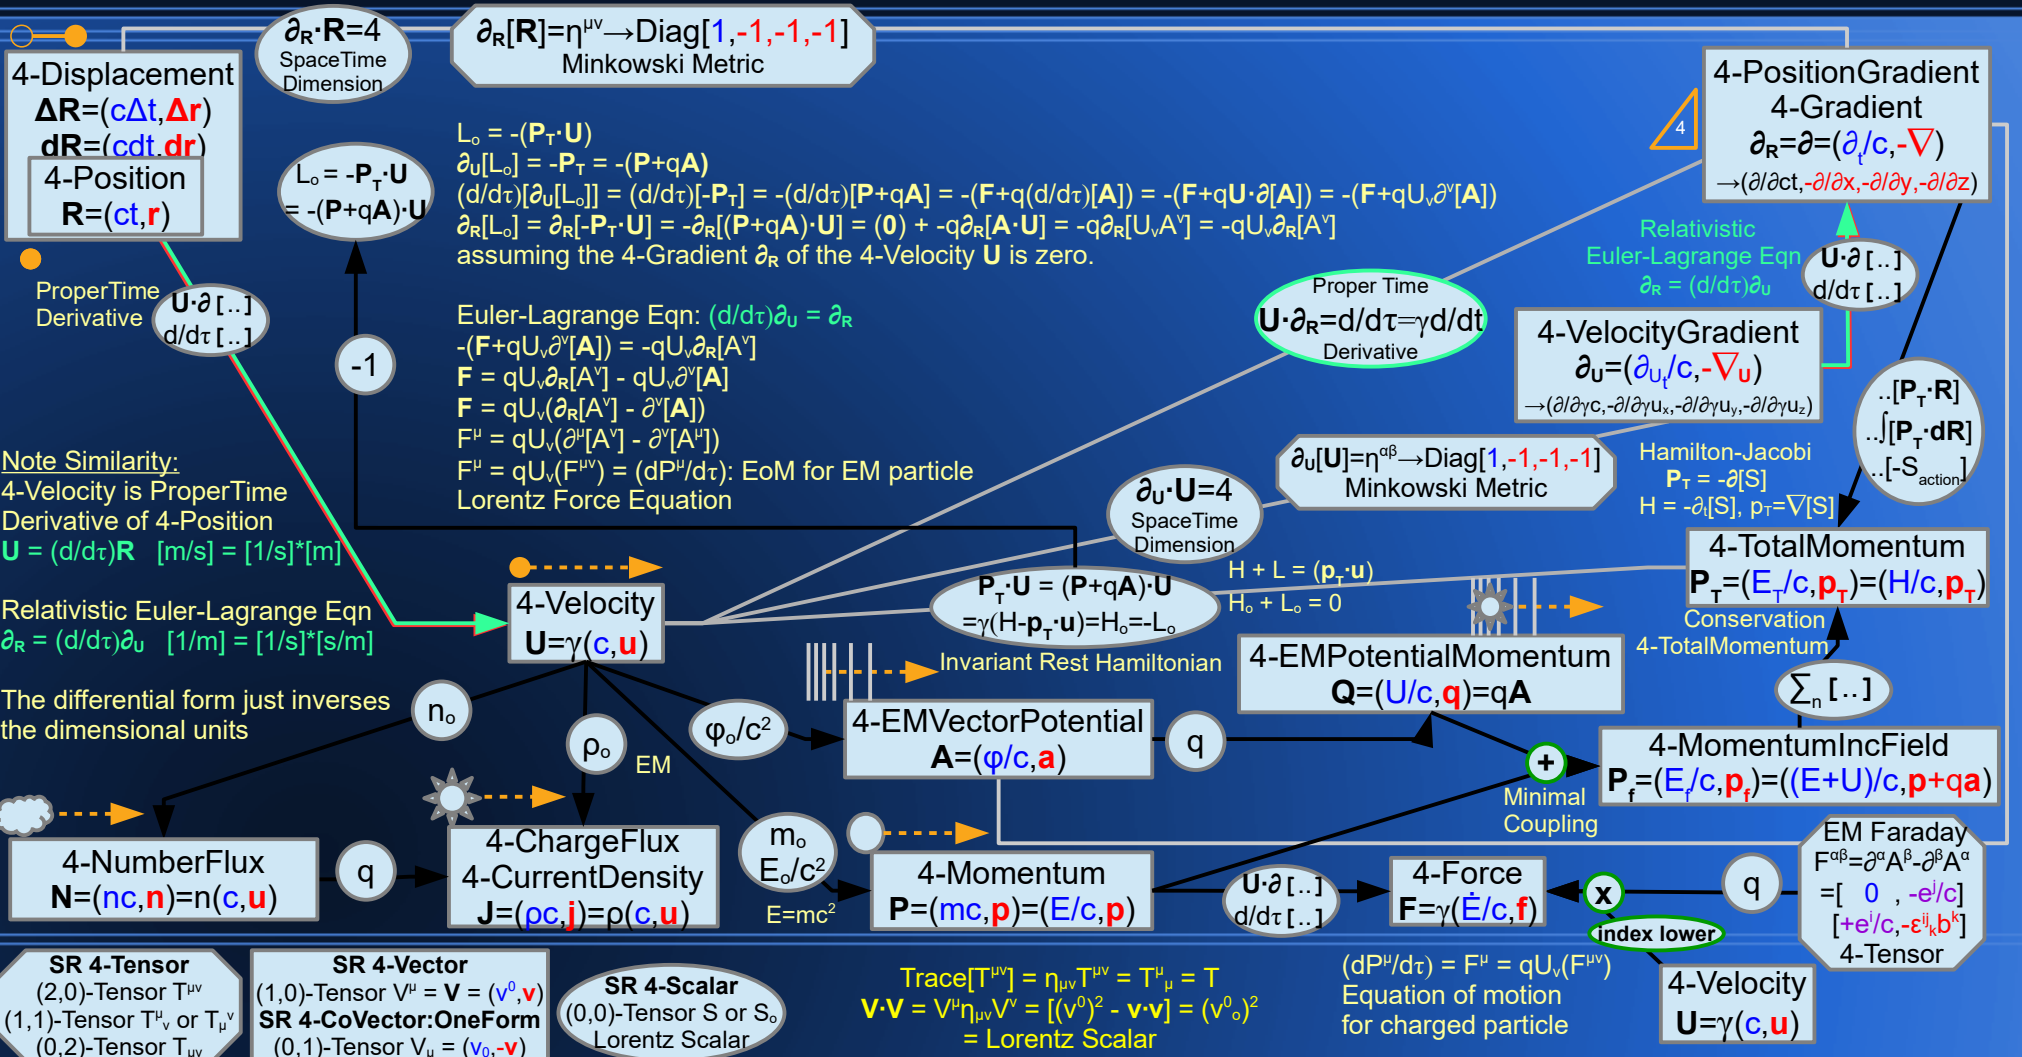 ∂R·R=4
SpaceTime
Dimension
∂R[R]=ημν→Diag[1,-1,-1,-1]
Minkowski Metric
4-Displacement
ΔR=(cΔt,Δr)
dR=(cdt,dr)
4-Position
R=(ct,r)
4-PositionGradient
4-Gradient
∂R=∂=(∂t/c,-∇)
→(∂/∂ct,-∂/∂x,-∂/∂y,-∂/∂z)
4
Lo = -PT·U
= -(P+qA)·U
Lo = -(PT·U)
∂U[Lo] = -PT = -(P+qA)
(d/dτ)[∂U[Lo]] = (d/dτ)[-PT] = -(d/dτ)[P+qA] = -(F+q(d/dτ)[A]) = -(F+qU·∂[A]) = -(F+qUν∂ν[A])
∂R[Lo] = ∂R[-PT·U] = -∂R[(P+qA)·U] = (0) + -q∂R[A·U] = -q∂R[UνAν] = -qUν∂R[Aν]
assuming the 4-Gradient ∂R of the 4-Velocity U is zero.
ProperTime
Derivative
U·∂[..]
d/dτ[..]
-1
Euler-Lagrange Eqn: (d/dτ)∂U = ∂R
-(F+qUν∂ν[A]) = -qUν∂R[Aν]
F = qUν∂R[Aν] - qUν∂ν[A]
F = qUν(∂R[Aν] - ∂ν[A])
Fμ = qUν(∂μ[Aν] - ∂ν[Aμ])
Fμ = qUν(Fμν) = (dPμ/dτ): EoM for EM particle
Lorentz Force Equation
Proper Time
U·∂R=d/dτ=γd/dt
Derivative
Relativistic
Euler-Lagrange Eqn
∂R = (d/dτ)∂U
U·∂[..]
d/dτ[..]
4-VelocityGradient
∂U=(∂Ut/c,-∇U)
→(∂/∂γc,-∂/∂γux,-∂/∂γuy,-∂/∂γuz)
..[PT·R]
..∫[PT·dR]
..[-Saction]
∂U[U]=ηαβ→Diag[1,-1,-1,-1]
Minkowski Metric
Hamilton-Jacobi
PT = -∂[S]
H = -∂t[S], pT=∇[S]
∂U·U=4
SpaceTime
Dimension
Note Similarity:
4-Velocity is ProperTime
Derivative of 4-Position
U = (d/dτ)R [m/s] = [1/s]*[m]
Relativistic Euler-Lagrange Eqn
∂R = (d/dτ)∂U [1/m] = [1/s]*[s/m]
The differential form just inverses
the dimensional units
4-Velocity
U=γ(c,u)
PT·U = (P+qA)·U
=γ(H-pT·u)=Ho=-Lo
H + L = (pT·u)
Ho + Lo = 0
Invariant Rest Hamiltonian
4-TotalMomentum
PT=(ET/c,pT)=(H/c,pT)
Conservation
4-TotalMomentum
Σn[..]
4-EMPotentialMomentum
Q=(U/c,q)=qA
no
ρo
EM
φo/c2
4-EMVectorPotential
A=(φ/c,a)
q
+
Minimal
Coupling
4-MomentumIncField
Pf=(Ef/c,pf)=((E+U)/c,p+qa)
4-NumberFlux
N=(nc,n)=n(c,u)
q
4-ChargeFlux
4-CurrentDensity
J=(ρc,j)=ρ(c,u)
mo
Eo/c2
E=mc2
4-Momentum
P=(mc,p)=(E/c,p)
U·∂[..]
d/dτ[..]
4-Force
F=γ(Ė/c,f)
x
index lower
q
EM Faraday
Fαβ=∂αAβ-∂βAα
=[ 0 , -ej/c]
[+ei/c,-εijkbk]
4-Tensor
SR 4-Tensor
(2,0)-Tensor Tμν
(1,1)-Tensor Tμν or Tμν
(0,2)-Tensor Tμν
SR 4-Vector
(1,0)-Tensor Vμ = V = (v0,v)
SR 4-CoVector:OneForm
(0,1)-Tensor Vμ = (v0,-v)
SR 4-Scalar
(0,0)-Tensor S or So
Lorentz Scalar
Trace[Tμν] = ημνTμν = Tμμ = T
V·V = VμημνVν = [(v0)2 - v·v] = (v0o)2
= Lorentz Scalar
(dPμ/dτ) = Fμ = qUν(Fμν)
Equation of motion
for charged particle
4-Velocity
U=γ(c,u)